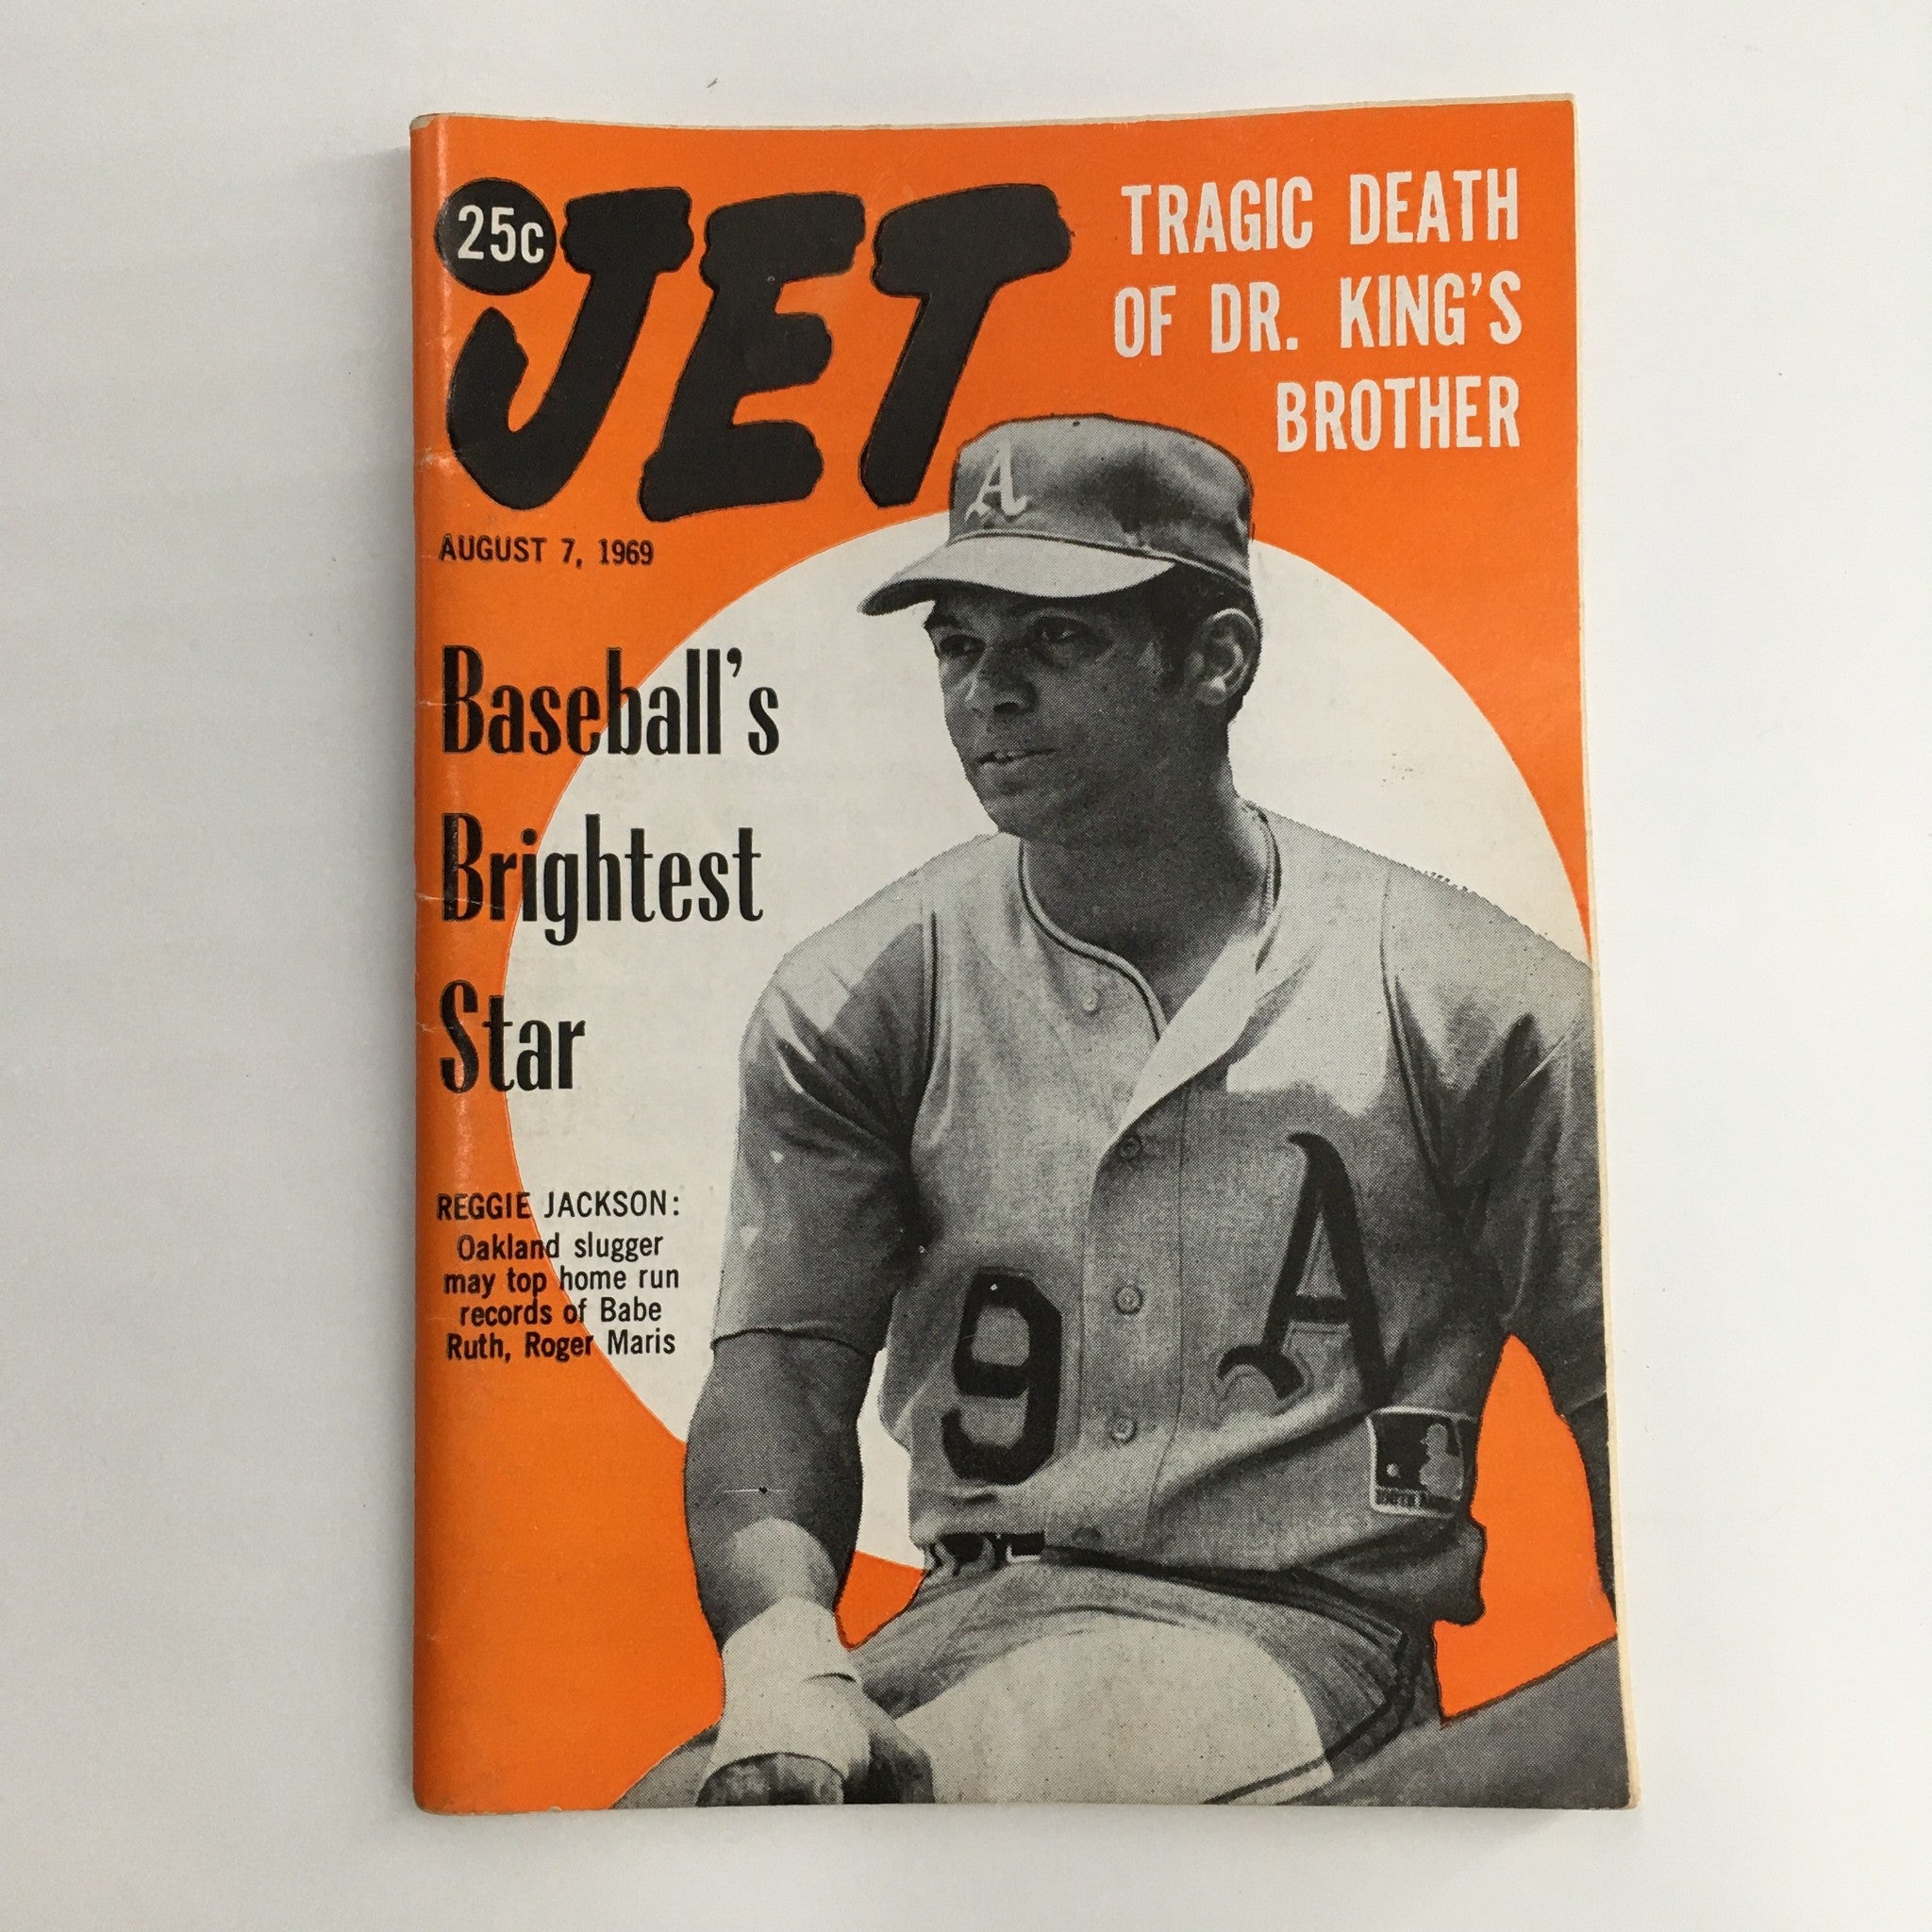 25c
JET
TRAGIC DEATH
OF DR. KING'S
BROTHER
A
AUGUST 7, 1969
Baseball's
Brightest
Star
REGGIE JACKSON:
Oakland slugger
may top home run
records of Babe
Ruth, Roger Maris
9 A